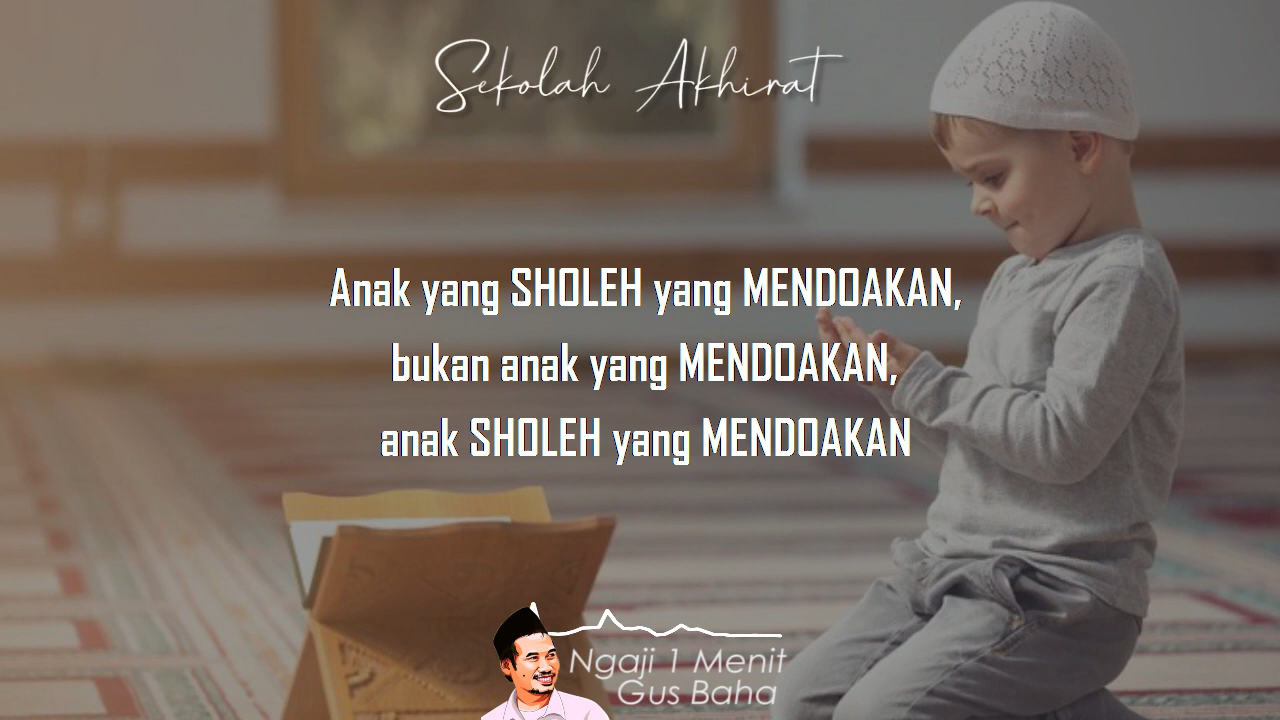 Sekolah Akhirat
Anak yang SHOLEH yang MENDOAKAN,
bukan anak yang MENDOAKAN,
anak SHOLEH yang MENDOAKAN
Ngaji 1 Menit
Gus Baha